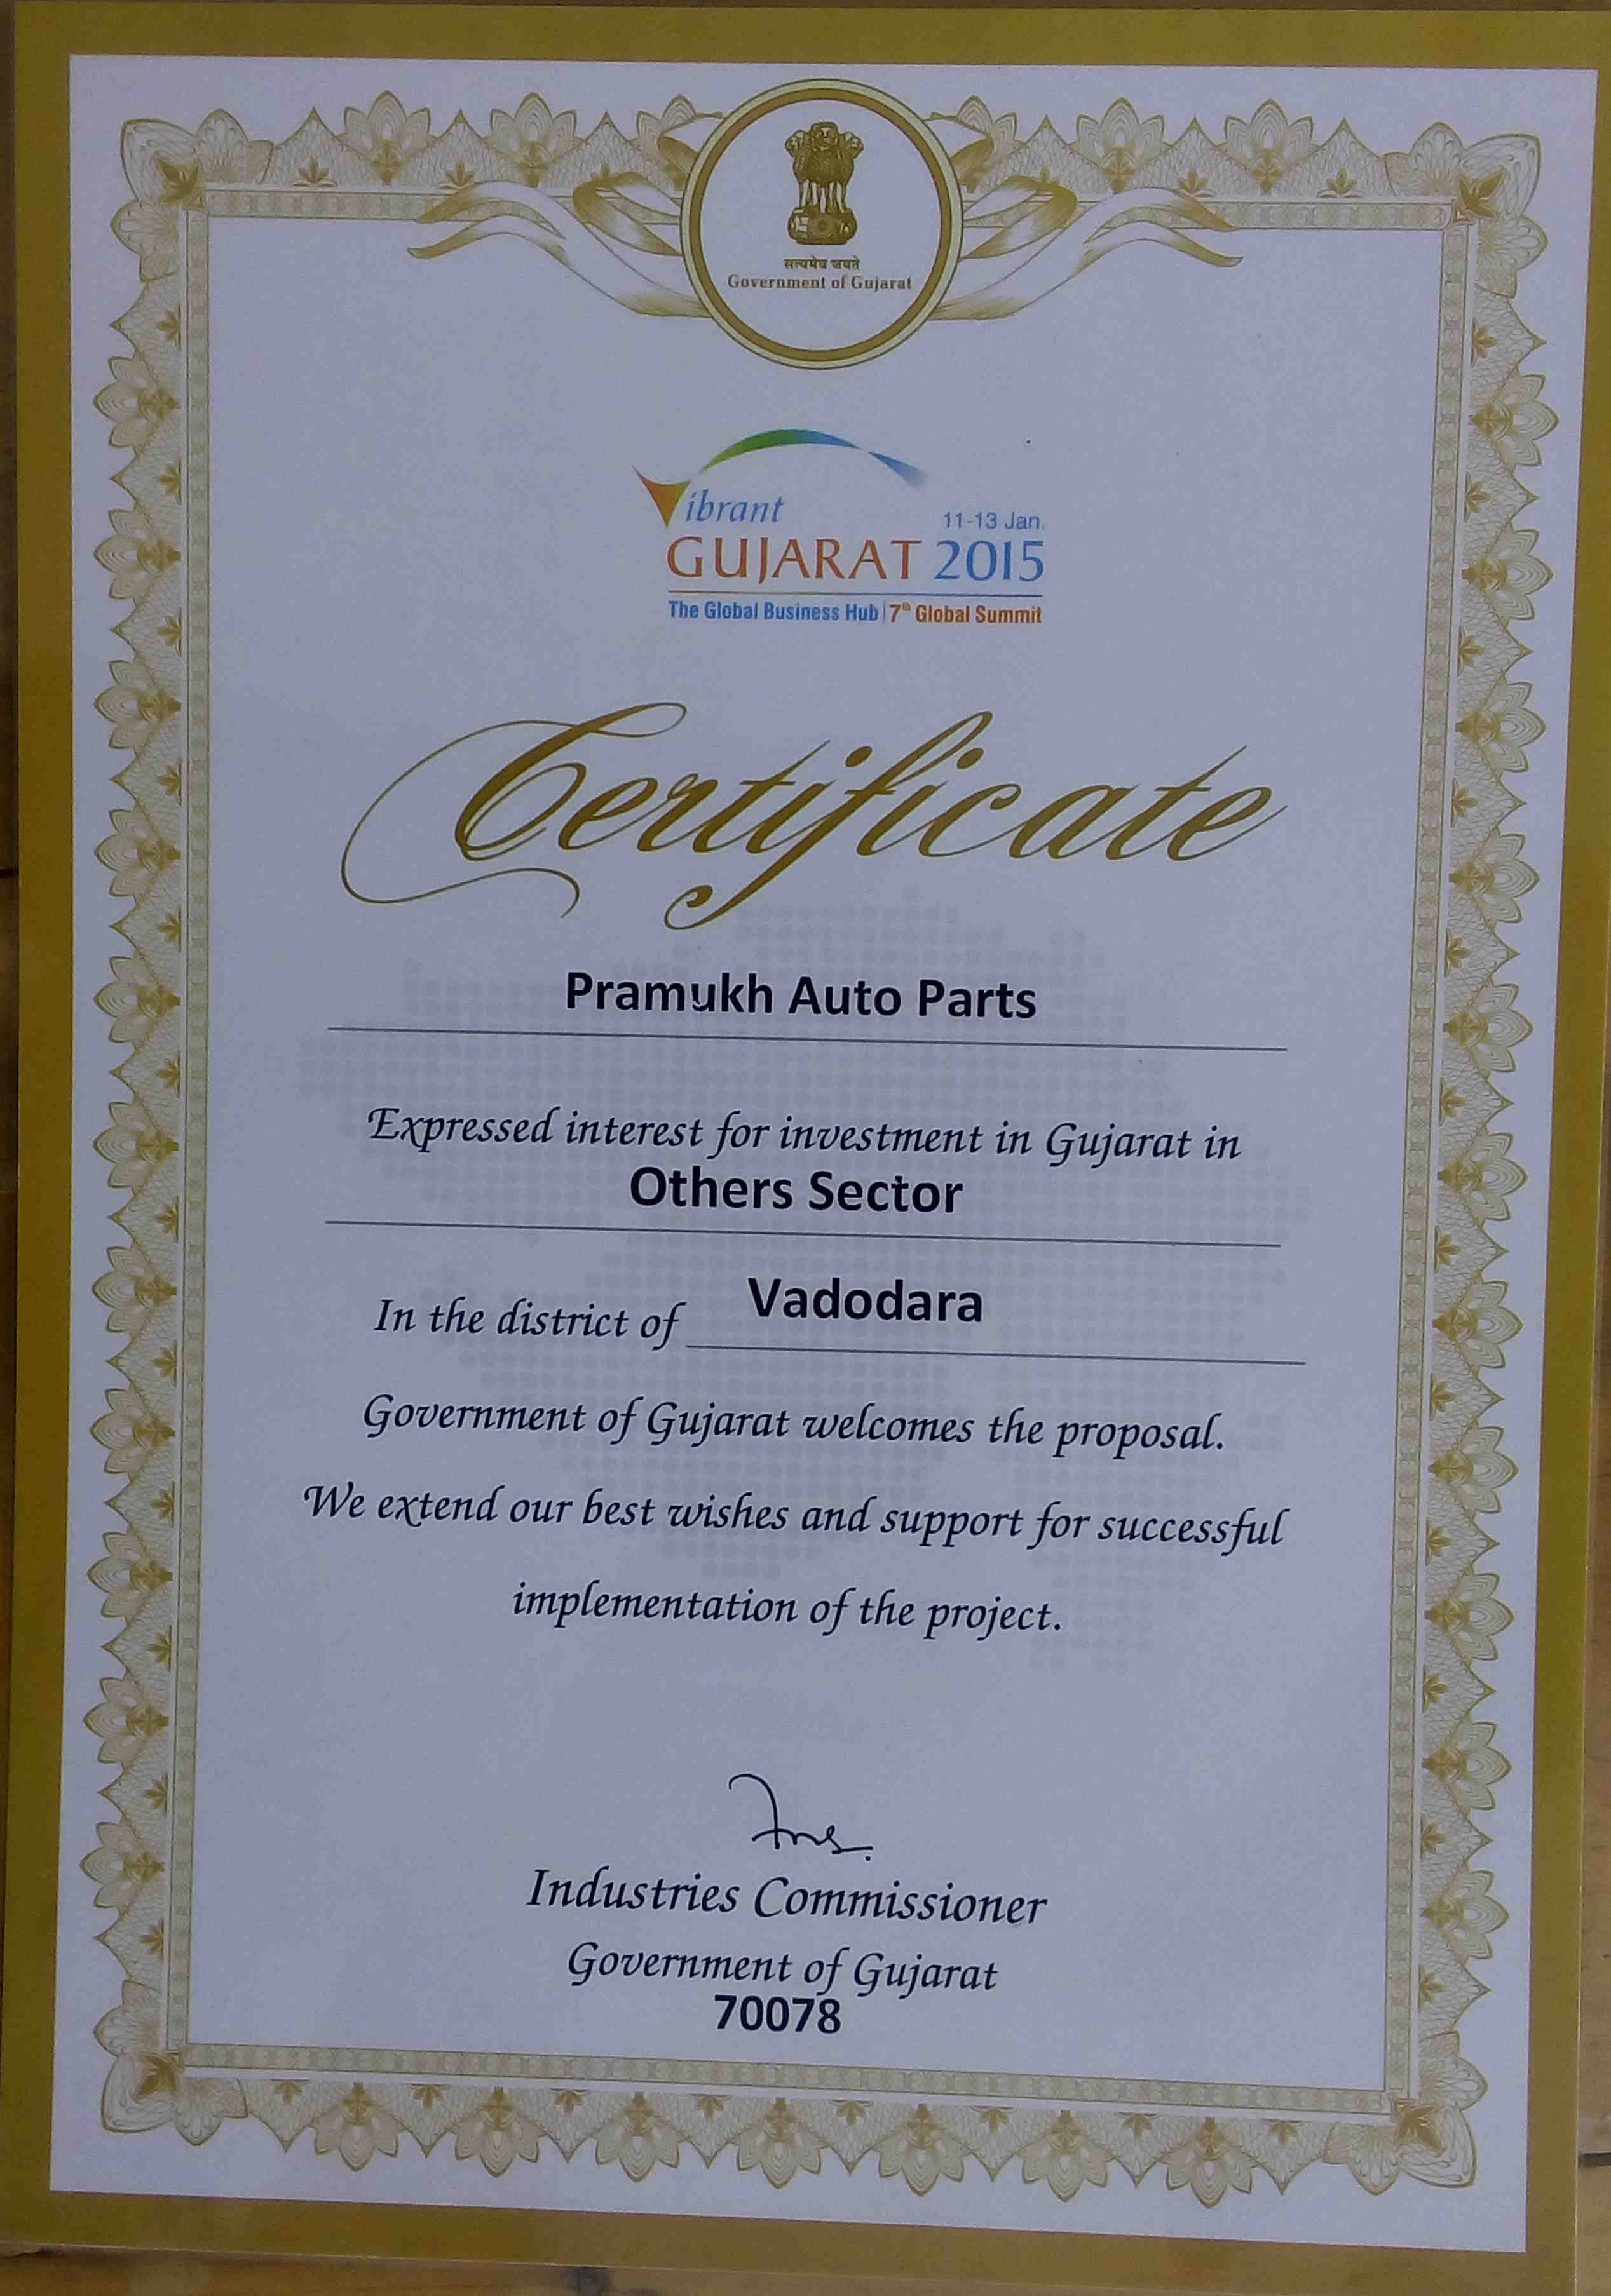 सत्यमेव जयते
Government of Gujarat
Vibrant
11-13 Jan.
GUJARAT 2015
The Global Business Hub | 7th Global Summit
Certificate
Pramukh Auto Parts
Expressed interest for investment in Gujarat in
Others Sector
In the district of Vadodara
Government of Gujarat welcomes the proposal.
We extend our best wishes and support for successful
implementation of the project.
Industries Commissioner
Government of Gujarat
70078